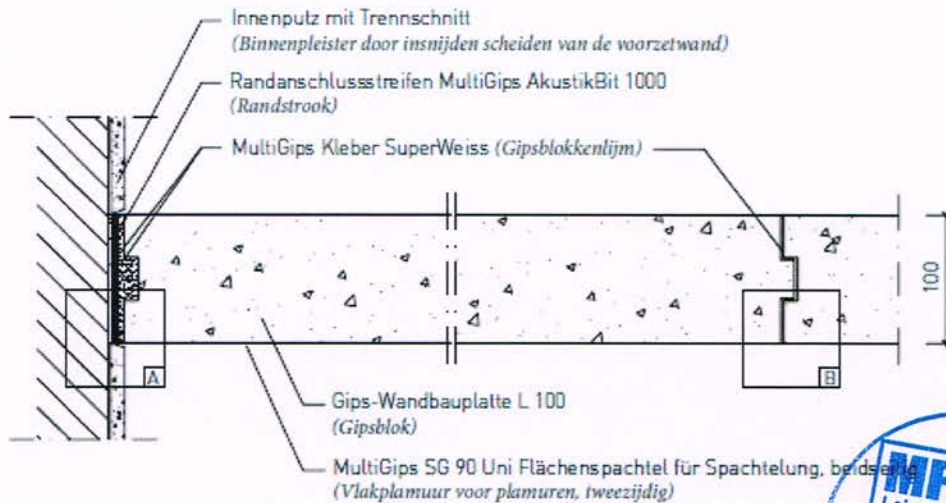 Innenputz mit Trennschnitt
(Binnenpleister door insnijden scheiden van de voorzetwand)
Randanschlussstreifen MultiGips AkustikBit 1000
(Randstrook)
MultiGips Kleber SuperWeiss (Gipsblokkenlijm)
100
A
B
Gips-Wandbauplatte L 100
(Gipsblok)
MultiGips SG 90 Uni Flächenspachtel für Spachtelung, beidseitig
(Vlakplamuur voor plamuren, tweezijdig)